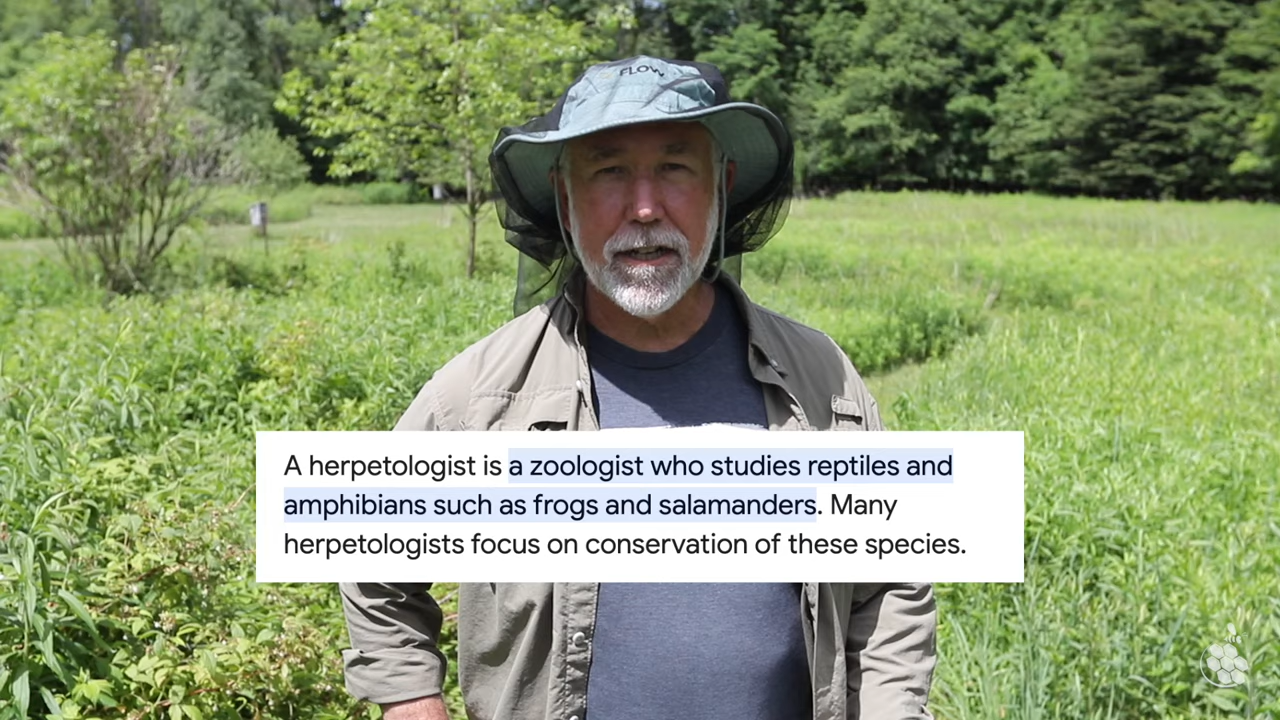 FLOW
A herpetologist is a zoologist who studies reptiles and
amphibians such as frogs and salamanders. Many
herpetologists focus on conservation of these species.